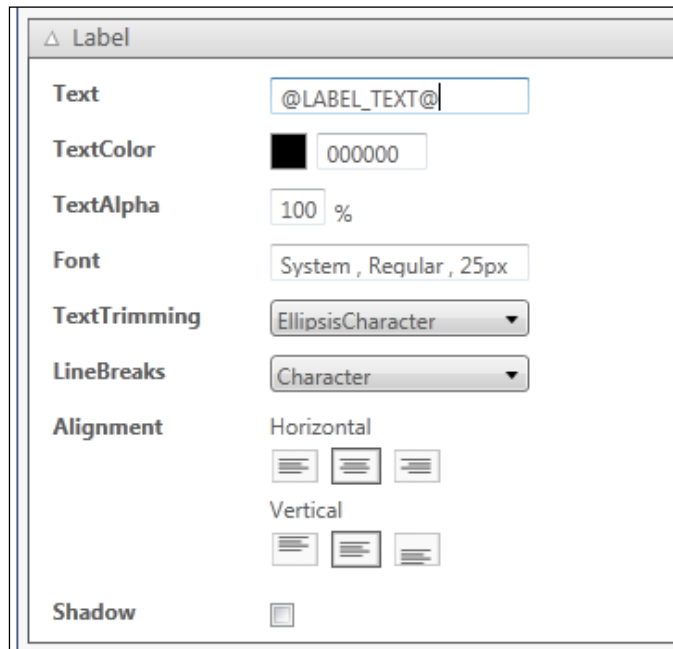 Label
Text @LABEL_TEXT@
TextColor 000000
TextAlpha 100 %
Font System , Regular , 25px
TextTrimming EllipsisCharacter
LineBreaks Character
Alignment Horizontal
Vertical
Shadow